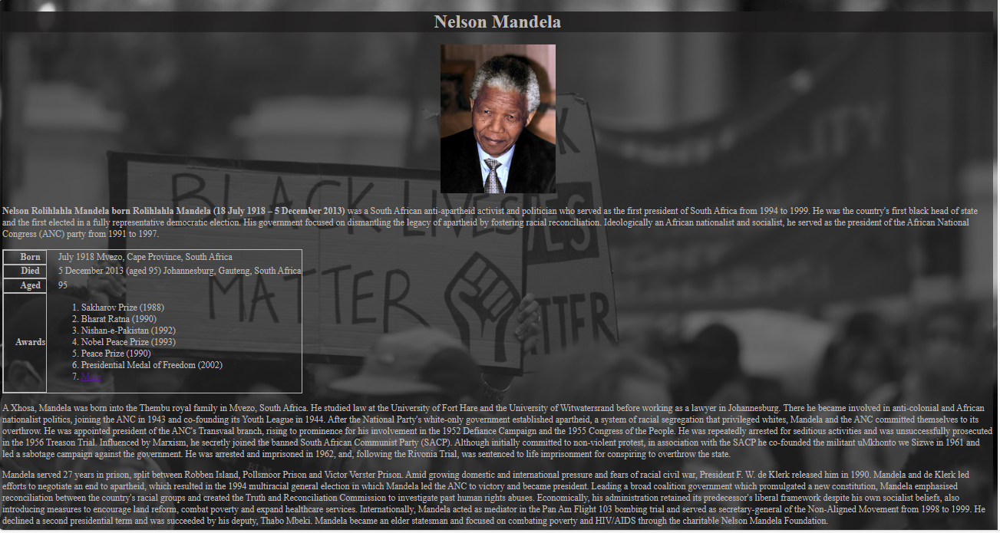 Nelson Mandela
BLACK LIVES
MATTER
Nelson Rolihlahla Mandela born Rolihlahla Mandela (18 July 1918 – 5 December 2013) was a South African anti-apartheid activist and politician who served as the first president of South Africa from 1994 to 1999. He was the country's first black head of state
and the first elected in a fully representative democratic election. His government focused on dismantling the legacy of apartheid by fostering racial reconciliation. Ideologically an African nationalist and socialist, he served as the president of the African National
Congress (ANC) party from 1991 to 1997.
Born July 1918 Mvezo, Cape Province, South Africa
Died 5 December 2013 (aged 95) Johannesburg, Gauteng, South Africa
Aged 95
Awards
1. Sakharov Prize (1988)
2. Bharat Ratna (1990)
3. Nishan-e-Pakistan (1992)
4. Nobel Peace Prize (1993)
5. Peace Prize (1990)
6. Presidential Medal of Freedom (2002)
7. More
A Xhosa, Mandela was born into the Thembu royal family in Mvezo, South Africa. He studied law at the University of Fort Hare and the University of Witwatersrand before working as a lawyer in Johannesburg. There he became involved in anti-colonial and African
nationalist politics, joining the ANC in 1943 and co-founding its Youth League in 1944. After the National Party's white-only government established apartheid, a system of racial segregation that privileged whites, Mandela and the ANC committed themselves to its
overthrow. He was appointed president of the ANC's Transvaal branch, rising to prominence for his involvement in the 1952 Defiance Campaign and the 1955 Congress of the People. He was repeatedly arrested for seditious activities and was unsuccessfully prosecuted
in the 1956 Treason Trial. Influenced by Marxism, he secretly joined the banned South African Communist Party (SACP). Although initially committed to non-violent protest, in association with the SACP he co-founded the militant uMkhonto we Sizwe in 1961 and
led a sabotage campaign against the government. He was arrested and imprisoned in 1962, and, following the Rivonia Trial, was sentenced to life imprisonment for conspiring to overthrow the state.
Mandela served 27 years in prison, split between Robben Island, Pollsmoor Prison and Victor Verster Prison. Amid growing domestic and international pressure and fears of racial civil war, President F. W. de Klerk released him in 1990. Mandela and de Klerk led
efforts to negotiate an end to apartheid, which resulted in the 1994 multiracial general election in which Mandela led the ANC to victory and became president. Leading a broad coalition government which promulgated a new constitution, Mandela emphasised
reconciliation between the country's racial groups and created the Truth and Reconciliation Commission to investigate past human rights abuses. Economically, his administration retained its predecessor's liberal framework despite his own socialist beliefs, also
introducing measures to encourage land reform, combat poverty and expand healthcare services. Internationally, Mandela acted as mediator in the Pan Am Flight 103 bombing trial and served as secretary-general of the Non-Aligned Movement from 1998 to 1999. He
declined a second presidential term and was succeeded by his deputy, Thabo Mbeki. Mandela became an elder statesman and focused on combating poverty and HIV/AIDS through the charitable Nelson Mandela Foundation.